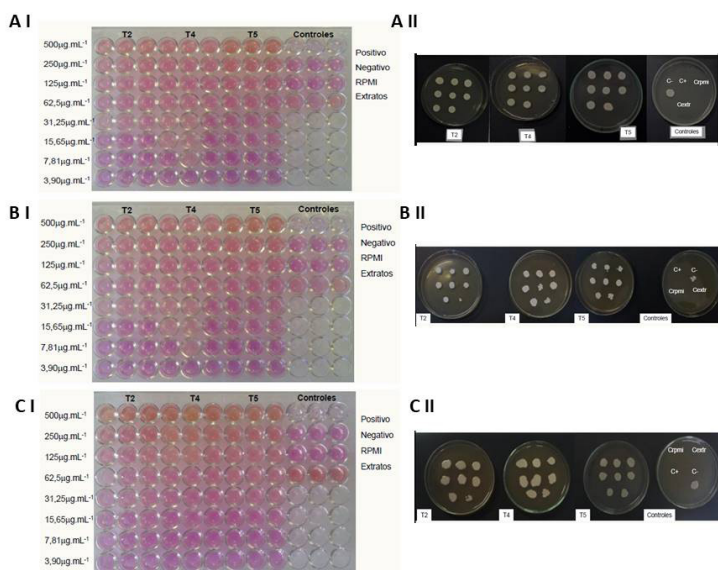 A I
T2 T4 T5 Controles
500µg.mL-1
250µg.mL-1
125µg.mL-1
62,5µg.mL-1
31,25µg.mL-1
15,65µg.mL-1
7,81µg.mL-1
3,90µg.mL-1
Positivo
Negativo
RPMI
Extratos
A II
C- C+ Crpmi
Cextr
T2 T4 T5 Controles
B I
T2 T4 T5 Controles
500µg.mL-1
250µg.mL-1
125µg.mL-1
62,5µg.mL-1
31,25µg.mL-1
15,65µg.mL-1
7,81µg.mL-1
3,90µg.mL-1
Positivo
Negativo
RPMI
Extratos
B II
C+ C-
Crpmi Cextr
T2 T4 T5 Controles
C I
T2 T4 T5 Controles
500µg.mL-1
250µg.mL-1
125µg.mL-1
62,5µg.mL-1
31,25µg.mL-1
15,65µg.mL-1
7,81µg.mL-1
3,90µg.mL-1
Positivo
Negativo
RPMI
Extratos
C II
Crpmi Cextr
C+ C-
T2 T4 T5 Controles